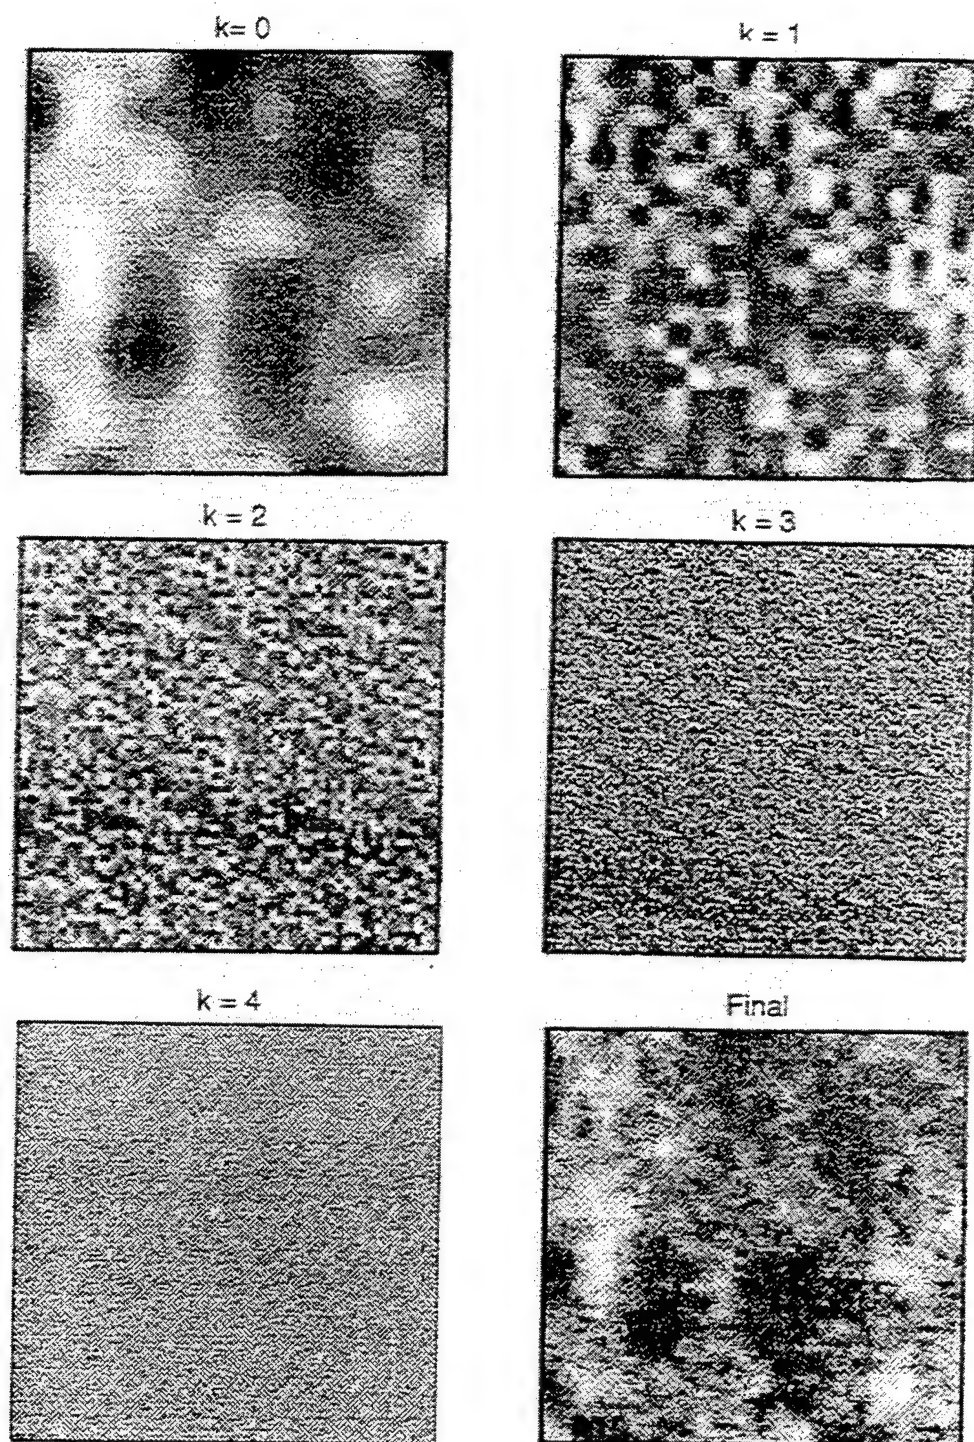 k= 0
k = 1
k = 2
k = 3
k = 4
Final